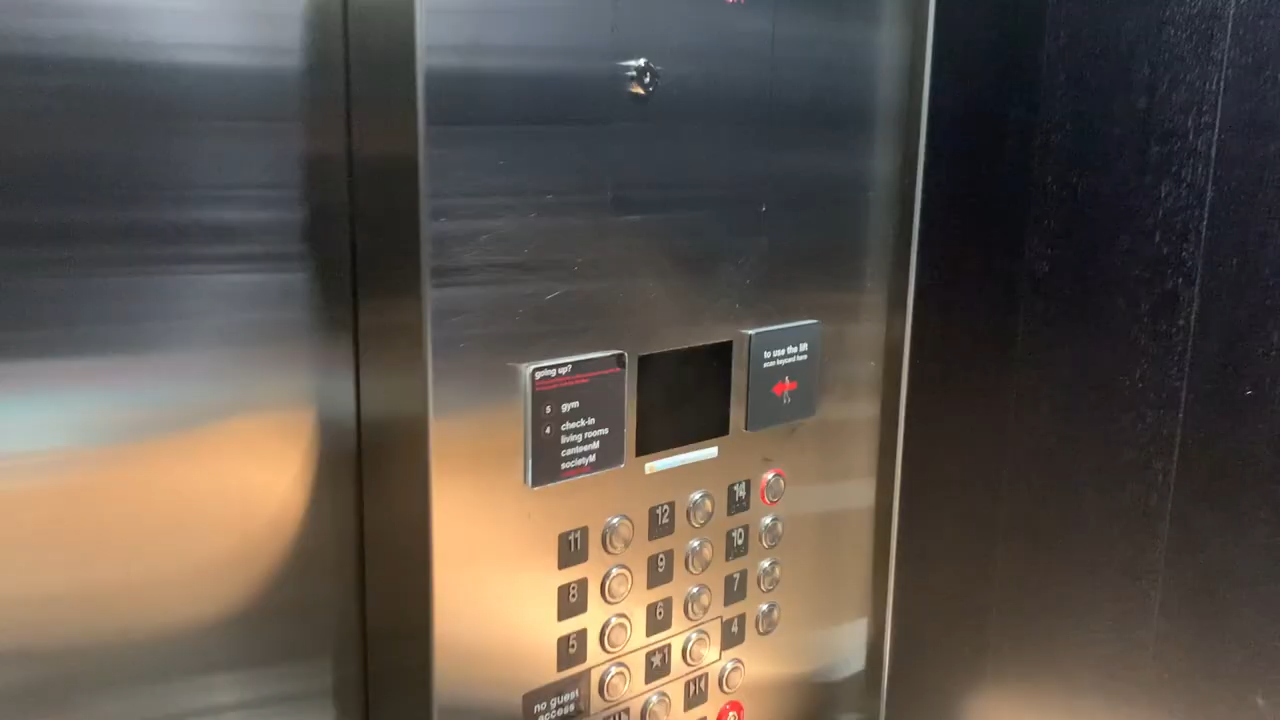 going up?
5 gym
4 check-in
living rooms
canteenM
societyM
to use the lift
scan keycard here
11 12 14
8 9 10
5 6 7
★1 4
no guest
access